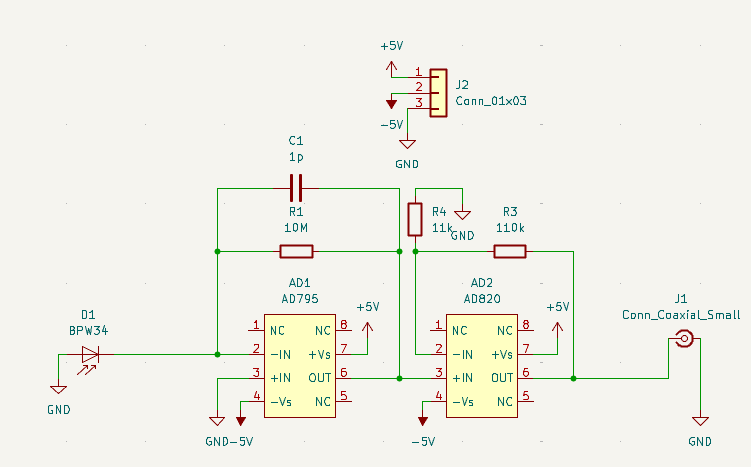 +5V
1
2
3
J2
Conn_01x03
-5V
GND
C1
1p
R1
10M
R4
11k
GND
R3
110k
D1
BPW34
GND
AD1
AD795
+5V
1 NC NC 8
2 -IN +Vs 7
3 +IN OUT 6
4 -Vs NC 5
GND
-5V
AD2
AD820
+5V
1 NC NC 8
2 -IN +Vs 7
3 +IN OUT 6
4 -Vs NC 5
-5V
J1
Conn_Coaxial_Small
GND